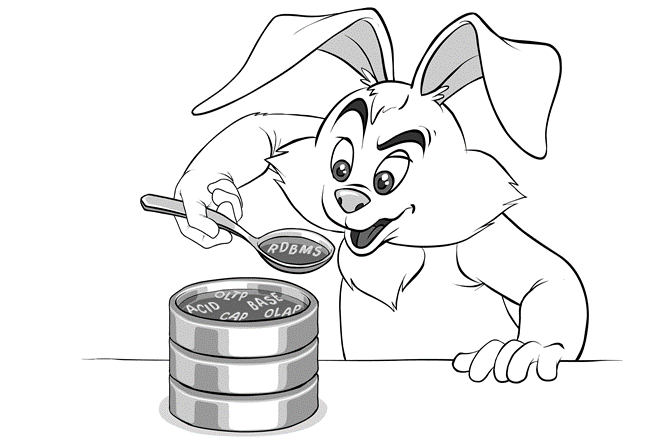 RDBMS
OLTP
ACID BASE
CAP OLAP